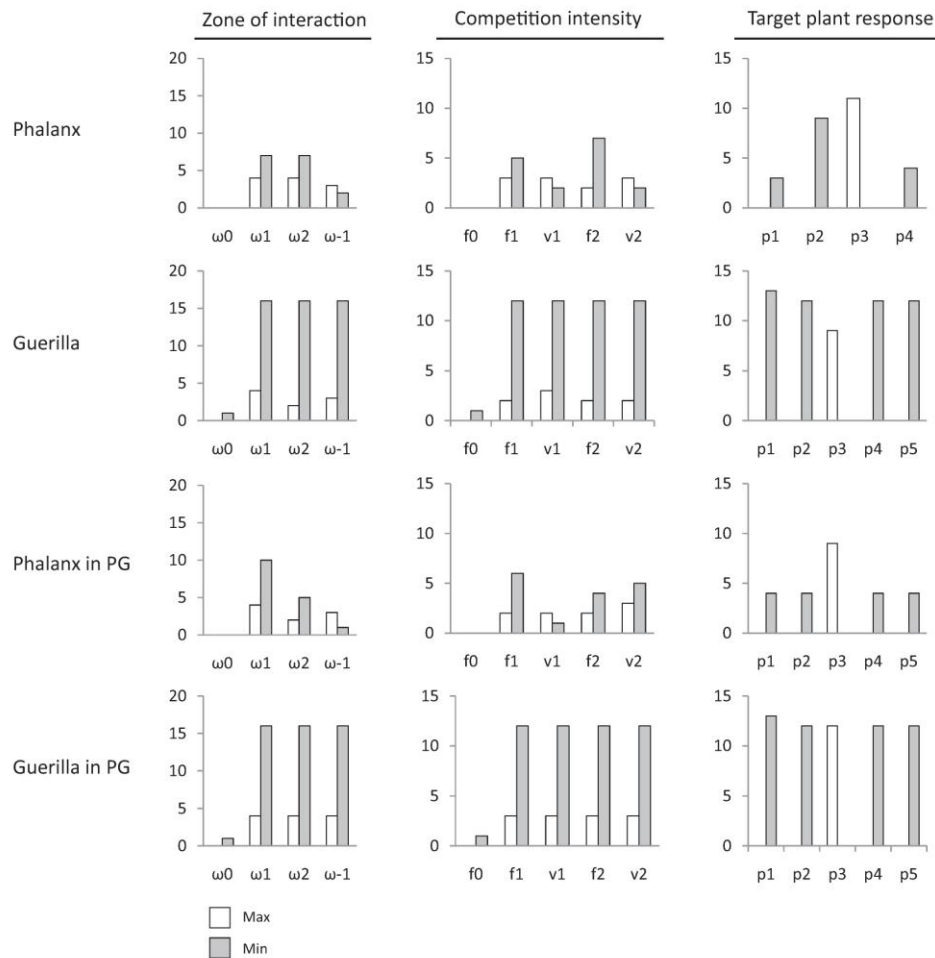 Zone of interaction Competition intensity Target plant response
Phalanx
20
15
10
5
0
ω0 ω1 ω2 ω-1
15
10
5
0
f0 f1 v1 f2 v2
15
10
5
0
p1 p2 p3 p4
Guerilla
20
15
10
5
0
ω0 ω1 ω2 ω-1
15
10
5
0
f0 f1 v1 f2 v2
15
10
5
0
p1 p2 p3 p4 p5
Phalanx in PG
20
15
10
5
0
ω0 ω1 ω2 ω-1
15
10
5
0
f0 f1 v1 f2 v2
15
10
5
0
p1 p2 p3 p4 p5
Guerilla in PG
20
15
10
5
0
ω0 ω1 ω2 ω-1
15
10
5
0
f0 f1 v1 f2 v2
15
10
5
0
p1 p2 p3 p4 p5
Max
Min